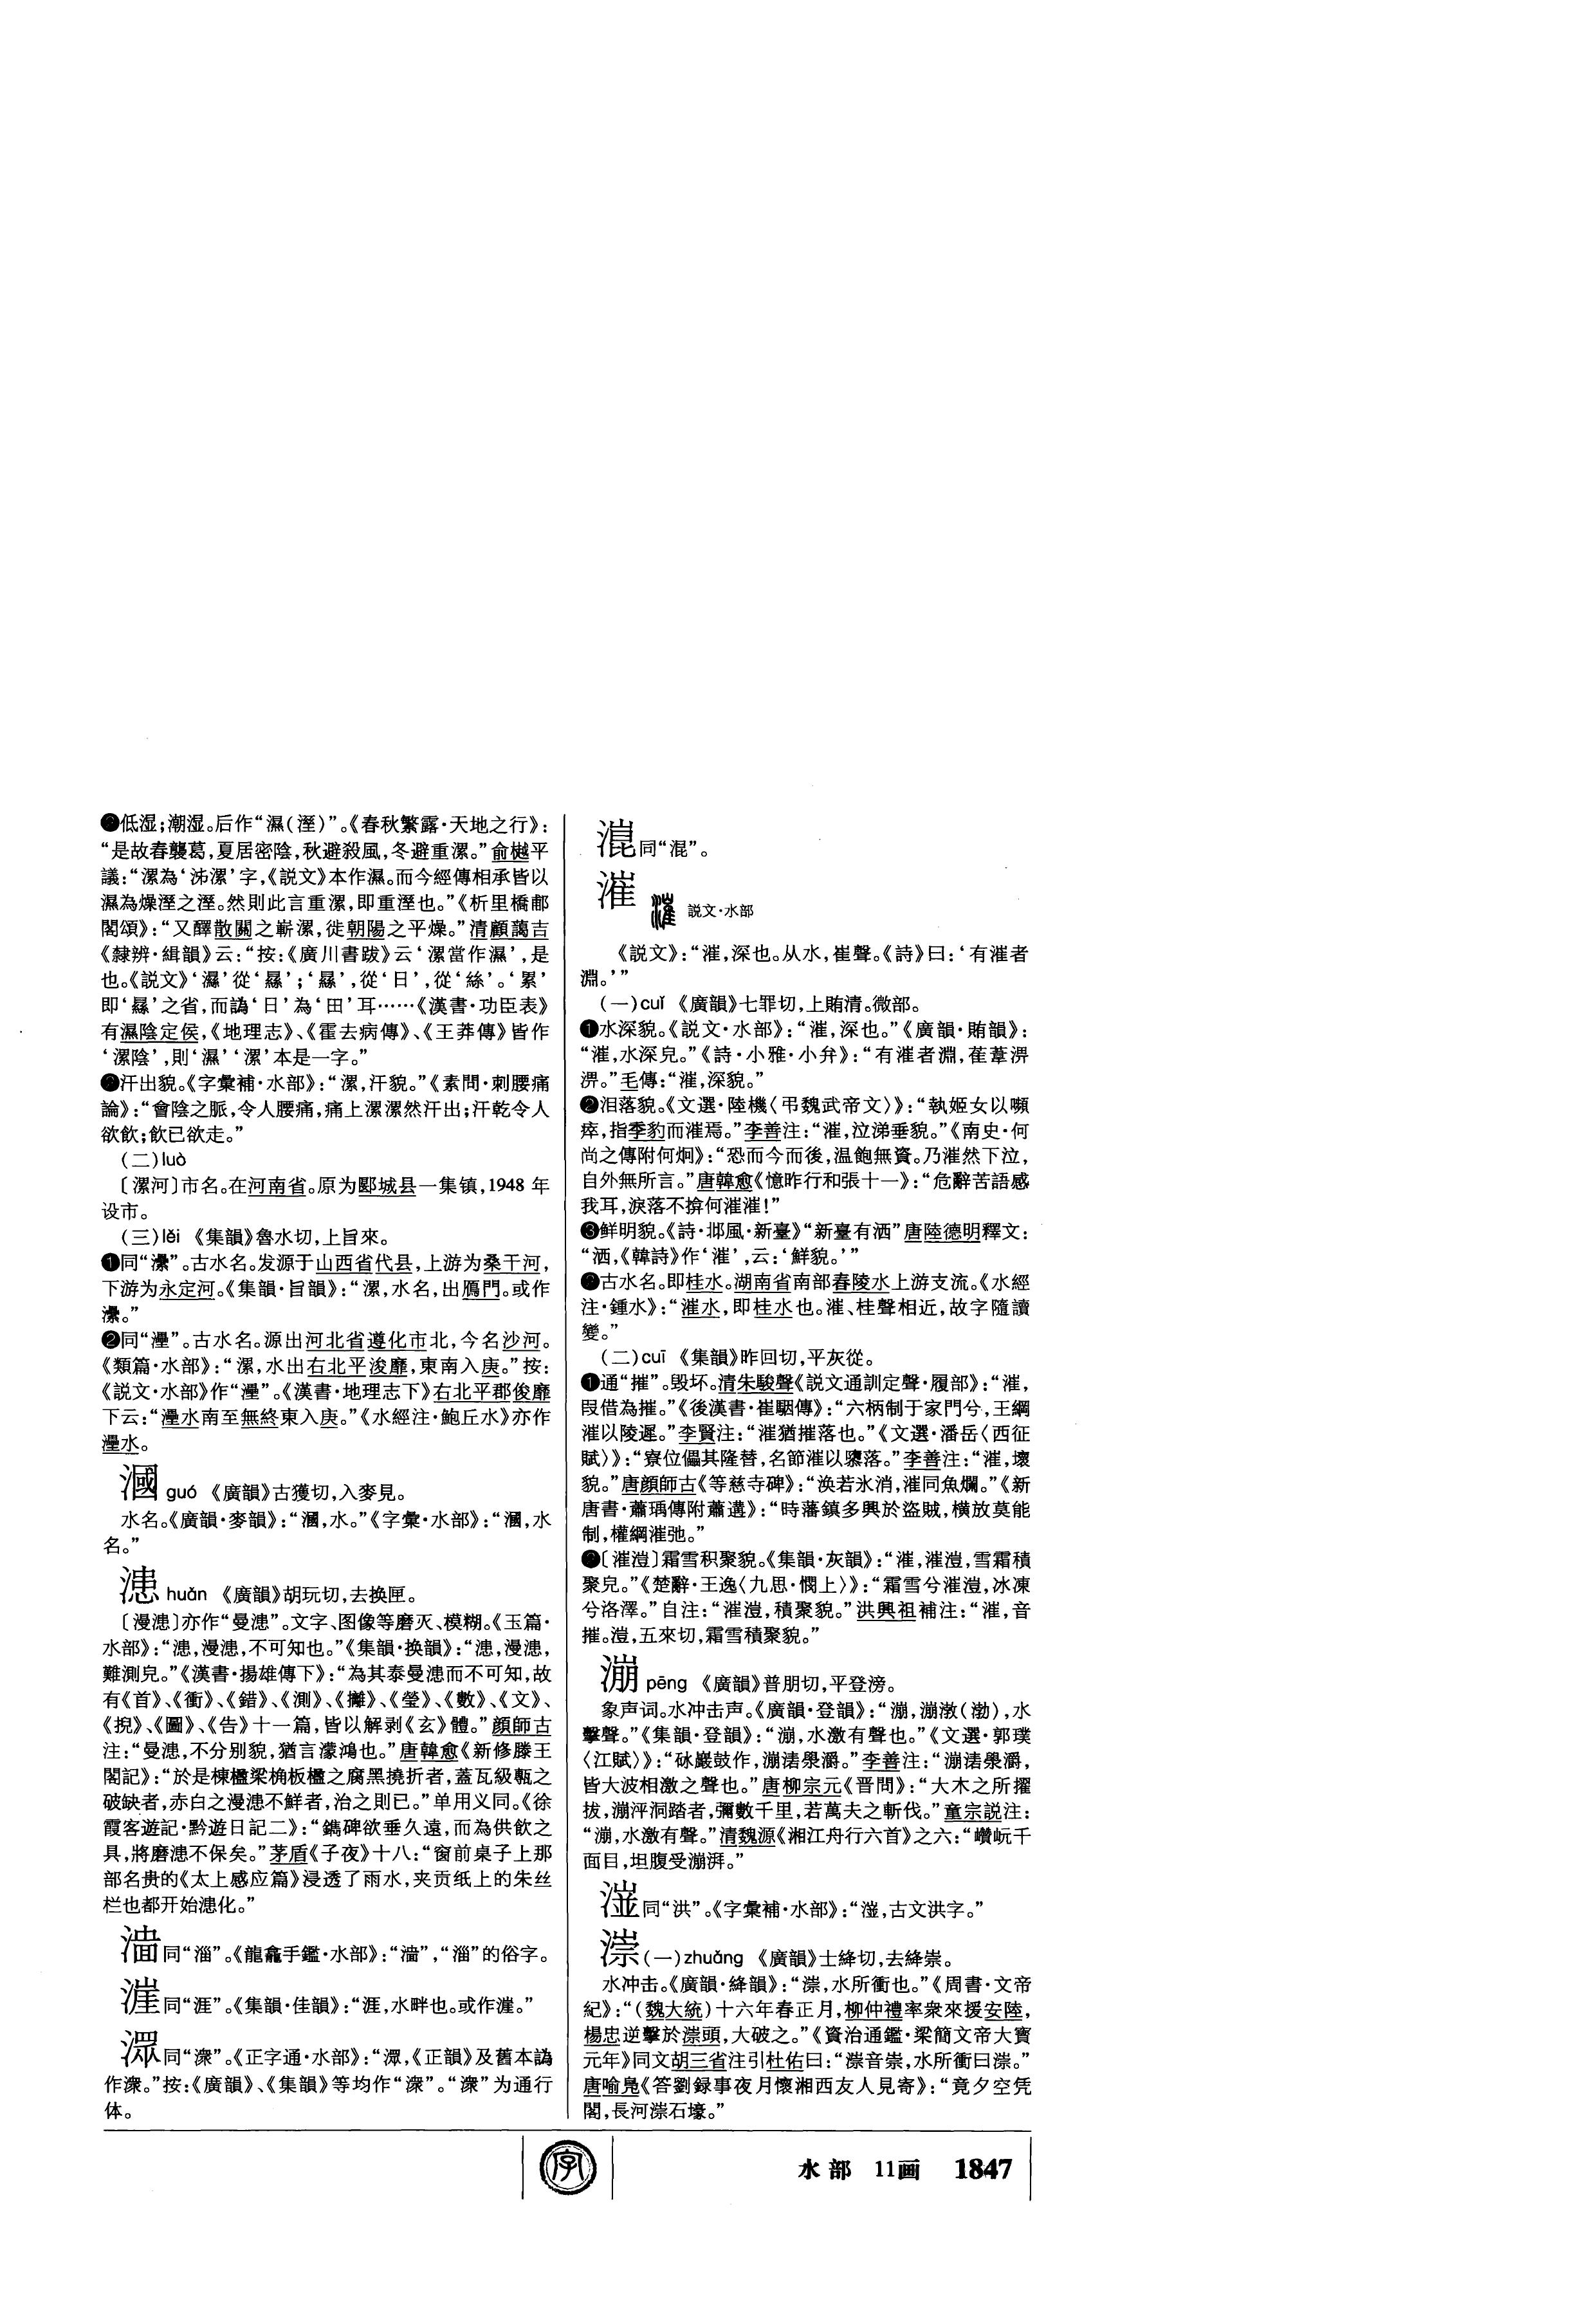 低湿；潮湿。后作“濕（溼）”。《春秋繁露·天地之行》：
“是故春襲葛，夏居密陰，秋避殺風，冬避重漯。”俞樾平
議：“漯為‘泲漯’字，《説文》本作濕。而今經傳相承皆以
濕為燥溼之溼。然則此言重漯，即重溼也。”《析里橋郙
閣頌》：“又醳散關之嶄漯，徙朝陽之平燥。”清顧藹吉
《隸辨·緝韻》云：“按：《廣川書跋》云‘漯當作濕’，是
也。《説文》‘濕’從‘㬎’；‘㬎’，從‘日’，從‘絲’。‘累’
即‘㬎’之省，而譌‘日’為‘田’耳……《漢書·功臣表》
有濕陰定侯，《地理志》、《霍去病傳》、《王莽傳》皆作
‘漯陰’，則‘濕’‘漯’本是一字。”
汗出貌。《字彙補·水部》：“漯，汗貌。”《素問·刺腰痛
論》：“會陰之脈，令人腰痛，痛上漯漯然汗出；汗乾令人
欲飲；飲已欲走。”
（二）luò
〔漯河〕市名。在河南省。原为郾城县一集镇，1948 年
设市。
（三）lěi 《集韻》魯水切，上旨來。
❶同“灅”。古水名。发源于山西省代县，上游为桑干河，
下游为永定河。《集韻·旨韻》：“漯，水名，出鴈門。或作
。”
❷同“灅”。古水名。源出河北省遵化市北，今名沙河。
《類篇·水部》：“漯，水出右北平浚靡，東南入庚。”按：
《説文·水部》作“灅”。《漢書·地理志下》右北平郡俊靡
下云：“灅水南至無終東入庚。”《水經注·鮑丘水》亦作
灅水。
漍 guó 《廣韻》古獲切，入麥見。
水名。《廣韻·麥韻》：“漍，水。”《字彙·水部》：“漍，水
名。”
漶 huàn 《廣韻》胡玩切，去换匣。
〔漫漶〕亦作“曼漶”。文字、图像等磨灭、模糊。《玉篇·
水部》：“漶，漫漶，不可知也。”《集韻·换韻》：“漶，漫漶，
難測皃。”《漢書·揚雄傳下》：“為其泰曼漶而不可知，故
有《首》、《衝》、《錯》、《測》、《攡》、《瑩》、《數》、《文》、
《掜》、《圖》、《告》十一篇，皆以解剥《玄》體。”顔師古
注：“曼漶，不分别貌，猶言濛鴻也。”唐韓愈《新修滕王
閣記》：“於是棟楹梁桷板檻之腐黑撓折者，蓋瓦級甎之
破缺者，赤白之漫漶不鮮者，治之則已。”单用义同。《徐
霞客遊記·黔遊日記二》：“鐫碑欲垂久遠，而為供飲之
具，將磨漶不保矣。”茅盾《子夜》十八：“窗前桌子上那
部名贵的《太上感应篇》浸透了雨水，夹贡纸上的朱丝
栏也都开始漶化。”
同“淄”。《龍龕手鑑·水部》：“”，“淄”的俗字。
漄同“涯”。《集韻·佳韻》：“涯，水畔也。或作漄。”
同“潀”。《正字通·水部》：“潀，《正韻》及舊本譌
作潨。”按：《廣韻》、《集韻》等均作“潀”。“潀”为通行
体。
同“混”。
漼
説文·水部
《説文》：“漼，深也。从水，崔聲。《詩》曰：‘有漼者
淵。’”
（一）cuǐ 《廣韻》七罪切，上賄清。微部。
❶水深貌。《説文·水部》：“漼，深也。”《廣韻·賄韻》：
“漼，水深皃。”《詩·小雅·小弁》：“有漼者淵，萑葦淠
淠。”毛傳：“漼，深貌。”
❷泪落貌。《文選·陸機〈弔魏武帝文〉》：“執姬女以嚬
瘁，指季豹而漼焉。”李善注：“漼，泣涕垂貌。”《南史·何
尚之傳附何炯》：“恐而今而後，温飽無資。乃漼然下泣，
自外無所言。”唐韓愈《憶昨行和張十一》：“危辭苦語感
我耳，淚落不揜何漼漼！”
❸鲜明貌。《詩·邶風·新臺》“新臺有洒”唐陸德明釋文：
“洒，《韓詩》作‘漼’，云：‘鮮貌。’”
古水名。即桂水。湖南省南部舂陵水上游支流。《水經
注·鍾水》：“漼水，即桂水也。漼、桂聲相近，故字隨讀
變。”
（二）cuī 《集韻》昨回切，平灰從。
❶通“摧”。毁坏。清朱駿聲《説文通訓定聲·履部》：“漼，
叚借為摧。”《後漢書·崔駰傳》：“六柄制于家門兮，王綱
漼以陵遲。”李賢注：“漼猶摧落也。”《文選·潘岳〈西征
賦〉》：“寮位儡其隆替，名節漼以隳落。”李善注：“漼，壞
貌。”唐顔師古《等慈寺碑》：“涣若氷消，漼同魚爛。”《新
唐書·蕭瑀傳附蕭遘》：“時藩鎮多興於盗賊，横放莫能
制，權綱漼弛。”
〔漼溰〕霜雪积聚貌。《集韻·灰韻》：“漼，漼溰，雪霜積
聚皃。”《楚辭·王逸〈九思·憫上〉》：“霜雪兮漼溰，冰凍
兮洛澤。”自注：“漼溰，積聚貌。”洪興祖補注：“漼，音
摧。溰，五來切，霜雪積聚貌。”
漰 pēng 《廣韻》普朋切，平登滂。
象声词。水冲击声。《廣韻·登韻》：“漰，漰㵒（渤），水
擊聲。”《集韻·登韻》：“漰，水激有聲也。”《文選·郭璞
〈江賦〉》：“砯巖鼓作，漰湱澩灂。”李善注：“漰湱澩灂，
皆大波相激之聲也。”唐柳宗元《晋問》：“大木之所擢
拔，漰泙洞踏者，彌數千里，若萬夫之斬伐。”童宗説注：
“漰，水激有聲。”清魏源《湘江舟行六首》之六：“巑岏千
面目，坦腹受漰湃。”
同“洪”。《字彙補·水部》：“，古文洪字。”
漴（一）zhuàng 《廣韻》士絳切，去絳崇。
水冲击。《廣韻·絳韻》：“漴，水所衝也。”《周書·文帝
紀》：“（魏大統）十六年春正月，柳仲禮率衆來援安陸，
楊忠逆擊於漴頭，大破之。”《資治通鑑·梁簡文帝大寶
元年》同文胡三省注引杜佑曰：“漴音崇，水所衝曰漴。”
唐喻鳧《答劉録事夜月懷湘西友人見寄》：“竟夕空凭
閣，長河漴石壕。”
字
水部 11画 1847